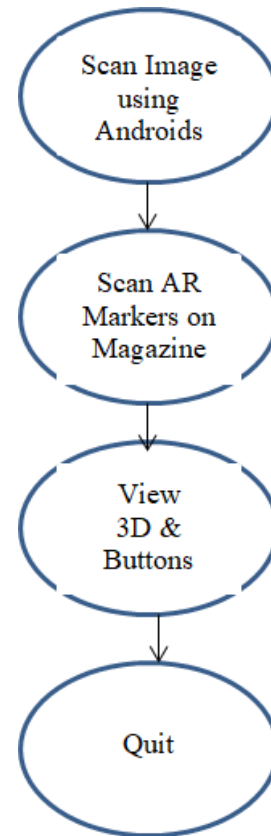 Scan Image
using
Androids
Scan AR
Markers on
Magazine
View
3D &
Buttons
Quit